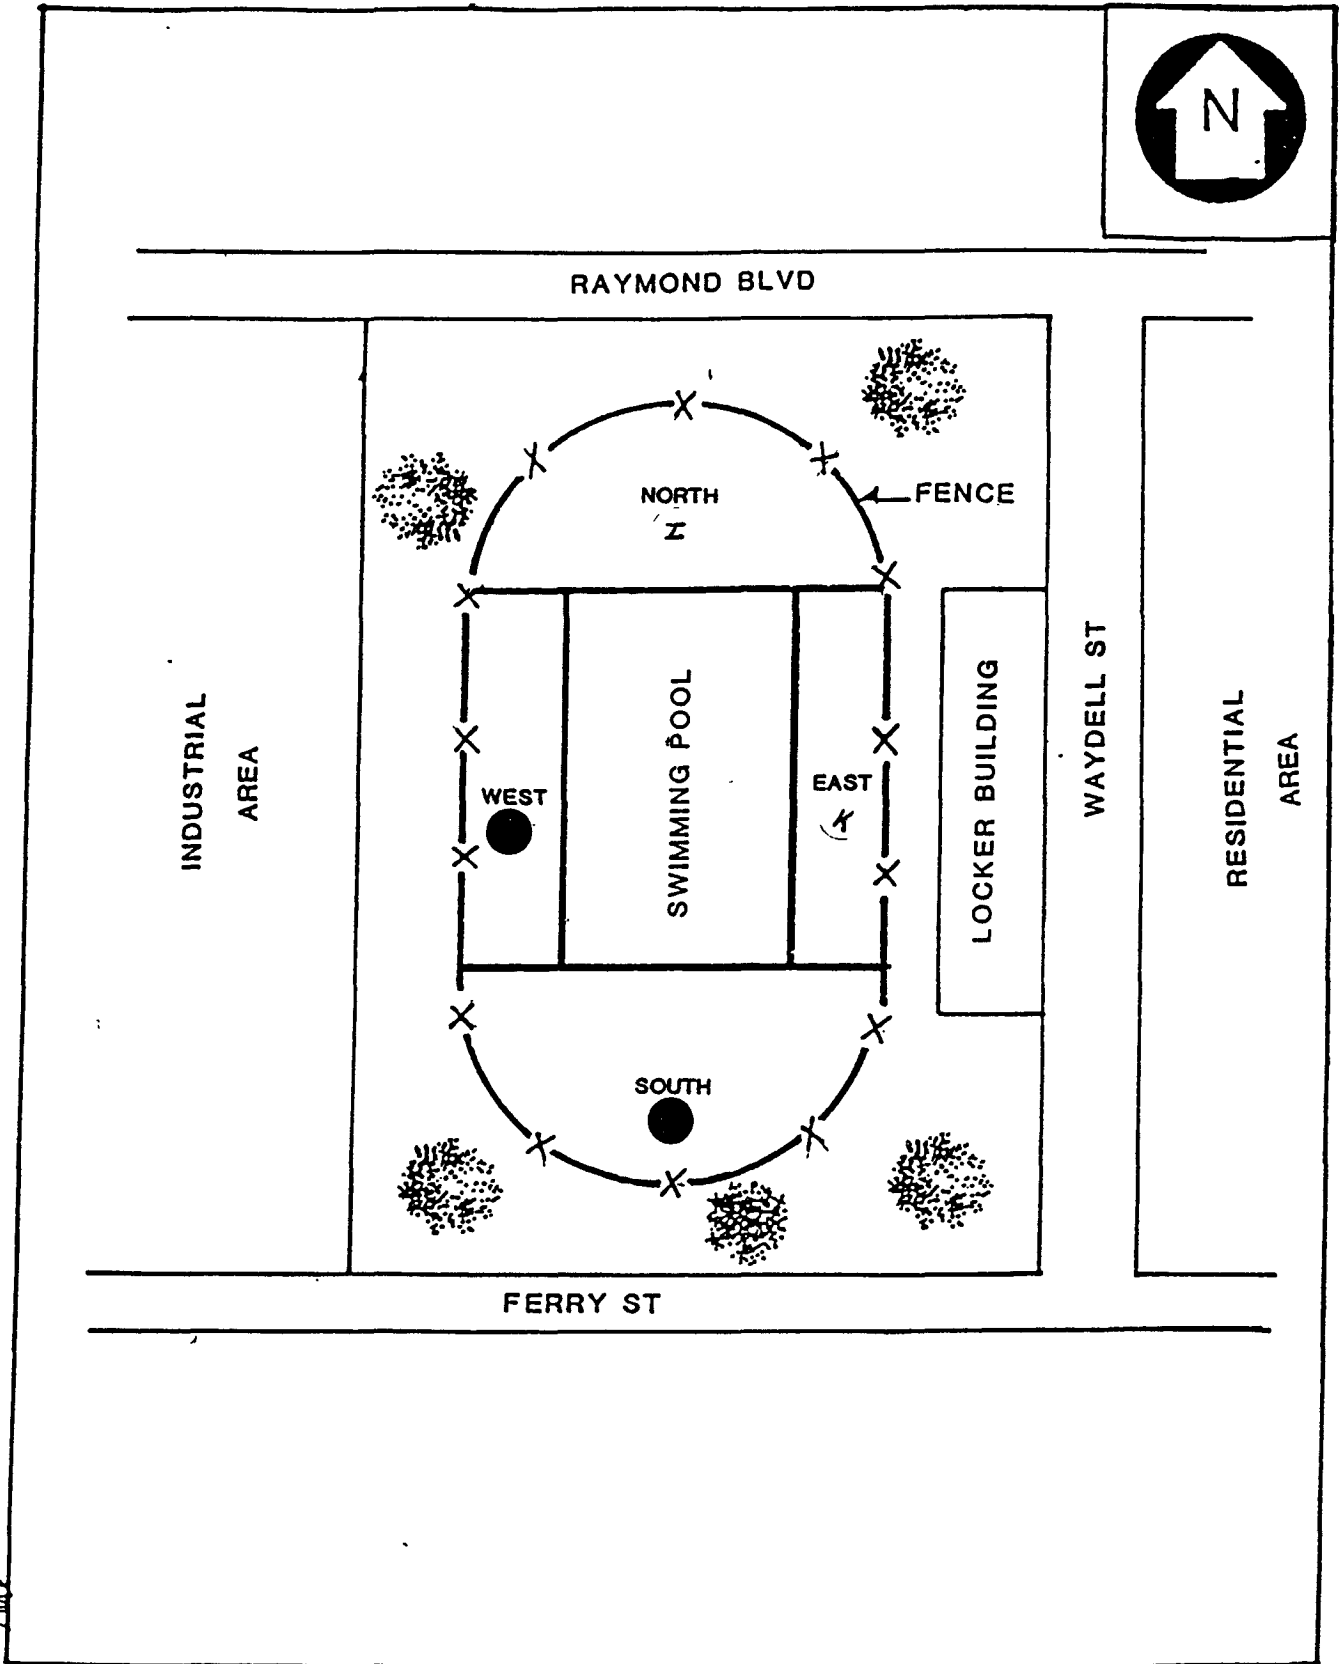 N
RAYMOND BLVD
NORTH
FENCE
INDUSTRIAL
AREA
WEST
SWIMMING POOL
EAST
LOCKER BUILDING
WAYDELL ST
RESIDENTIAL
AREA
SOUTH
FERRY ST